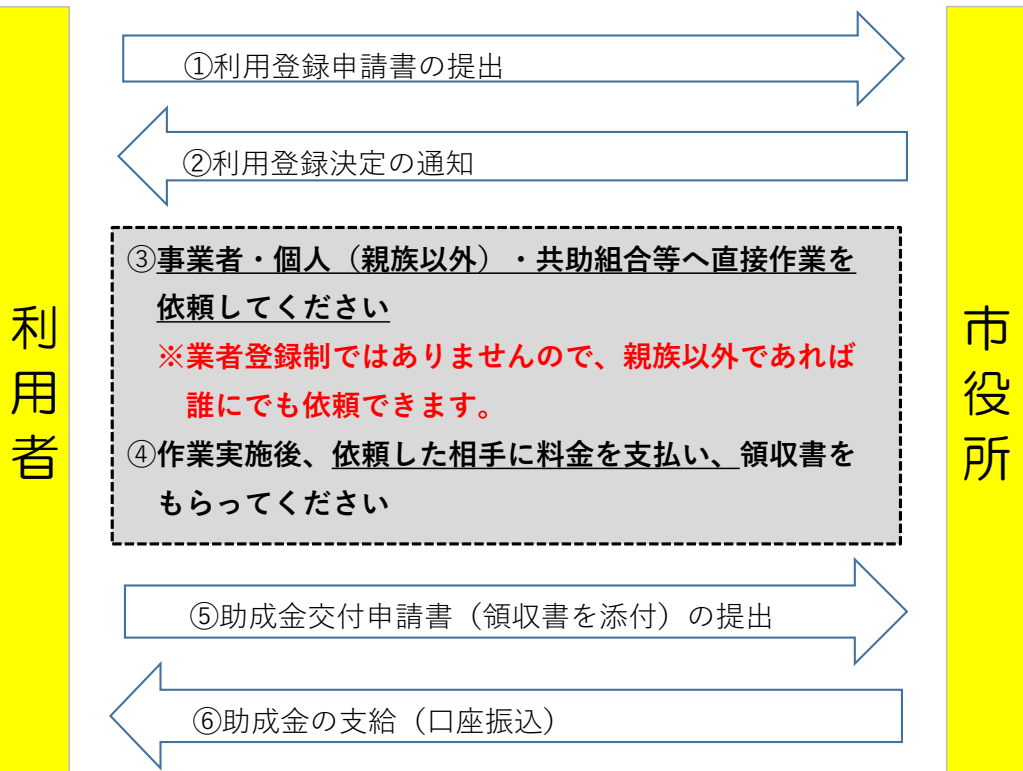 ①利用登録申請書の提出
②利用登録決定の通知
利用者
③事業者・個人（親族以外）・共助組合等へ直接作業を
依頼してください
※業者登録制ではありませんので、親族以外であれば
誰にでも依頼できます。
④作業実施後、依頼した相手に料金を支払い、領収書を
もらってください
市役所
⑤助成金交付申請書（領収書を添付）の提出
⑥助成金の支給（口座振込）